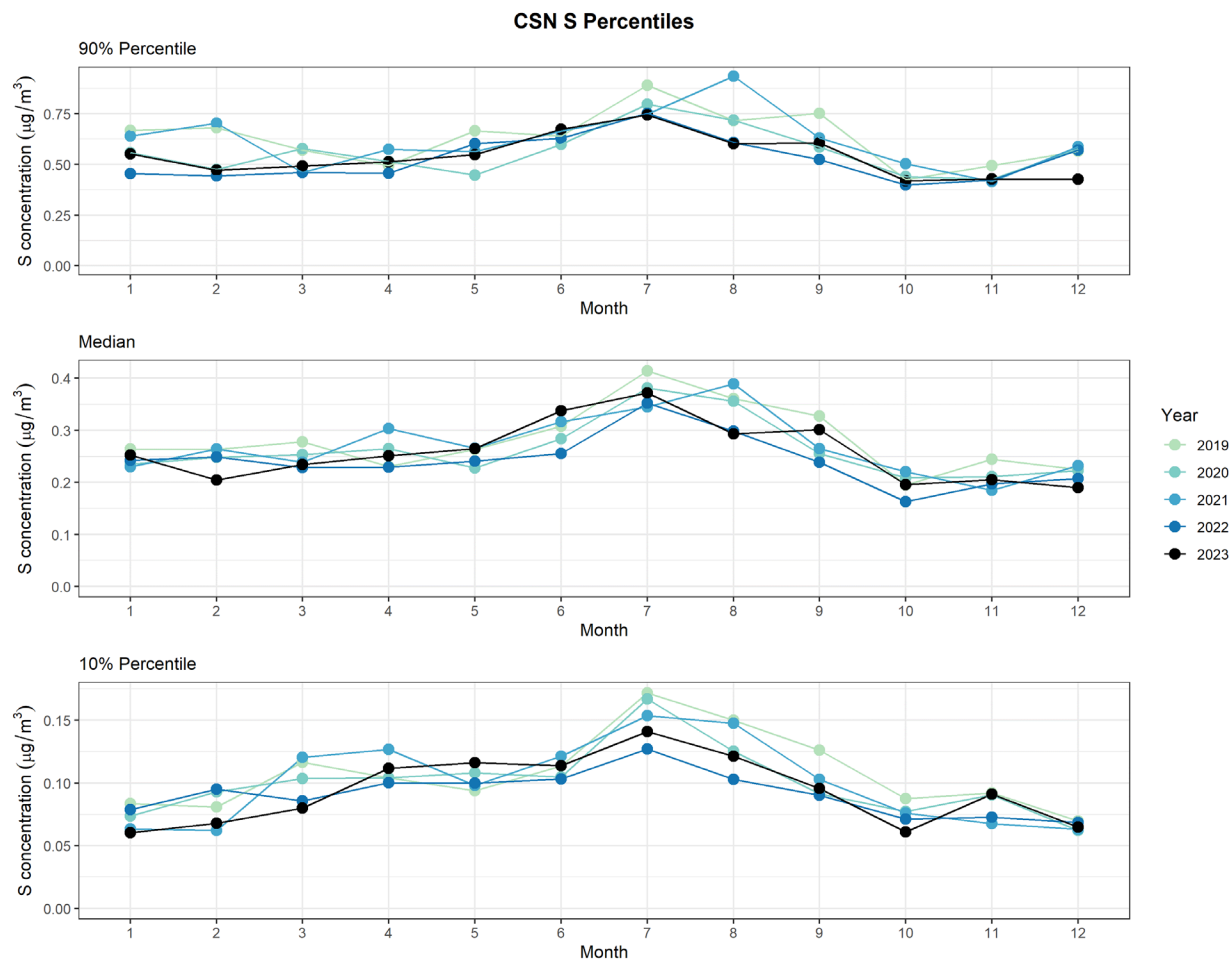 CSN S Percentiles
90% Percentile
S concentration (μg/m³)
0.75
0.50
0.25
0.00
1 2 3 4 5 6 7 8 9 10 11 12
Month
Median
S concentration (μg/m³)
0.4
0.3
0.2
0.1
0.0
1 2 3 4 5 6 7 8 9 10 11 12
Month
Year
2019
2020
2021
2022
2023
10% Percentile
S concentration (μg/m³)
0.15
0.10
0.05
0.00
1 2 3 4 5 6 7 8 9 10 11 12
Month